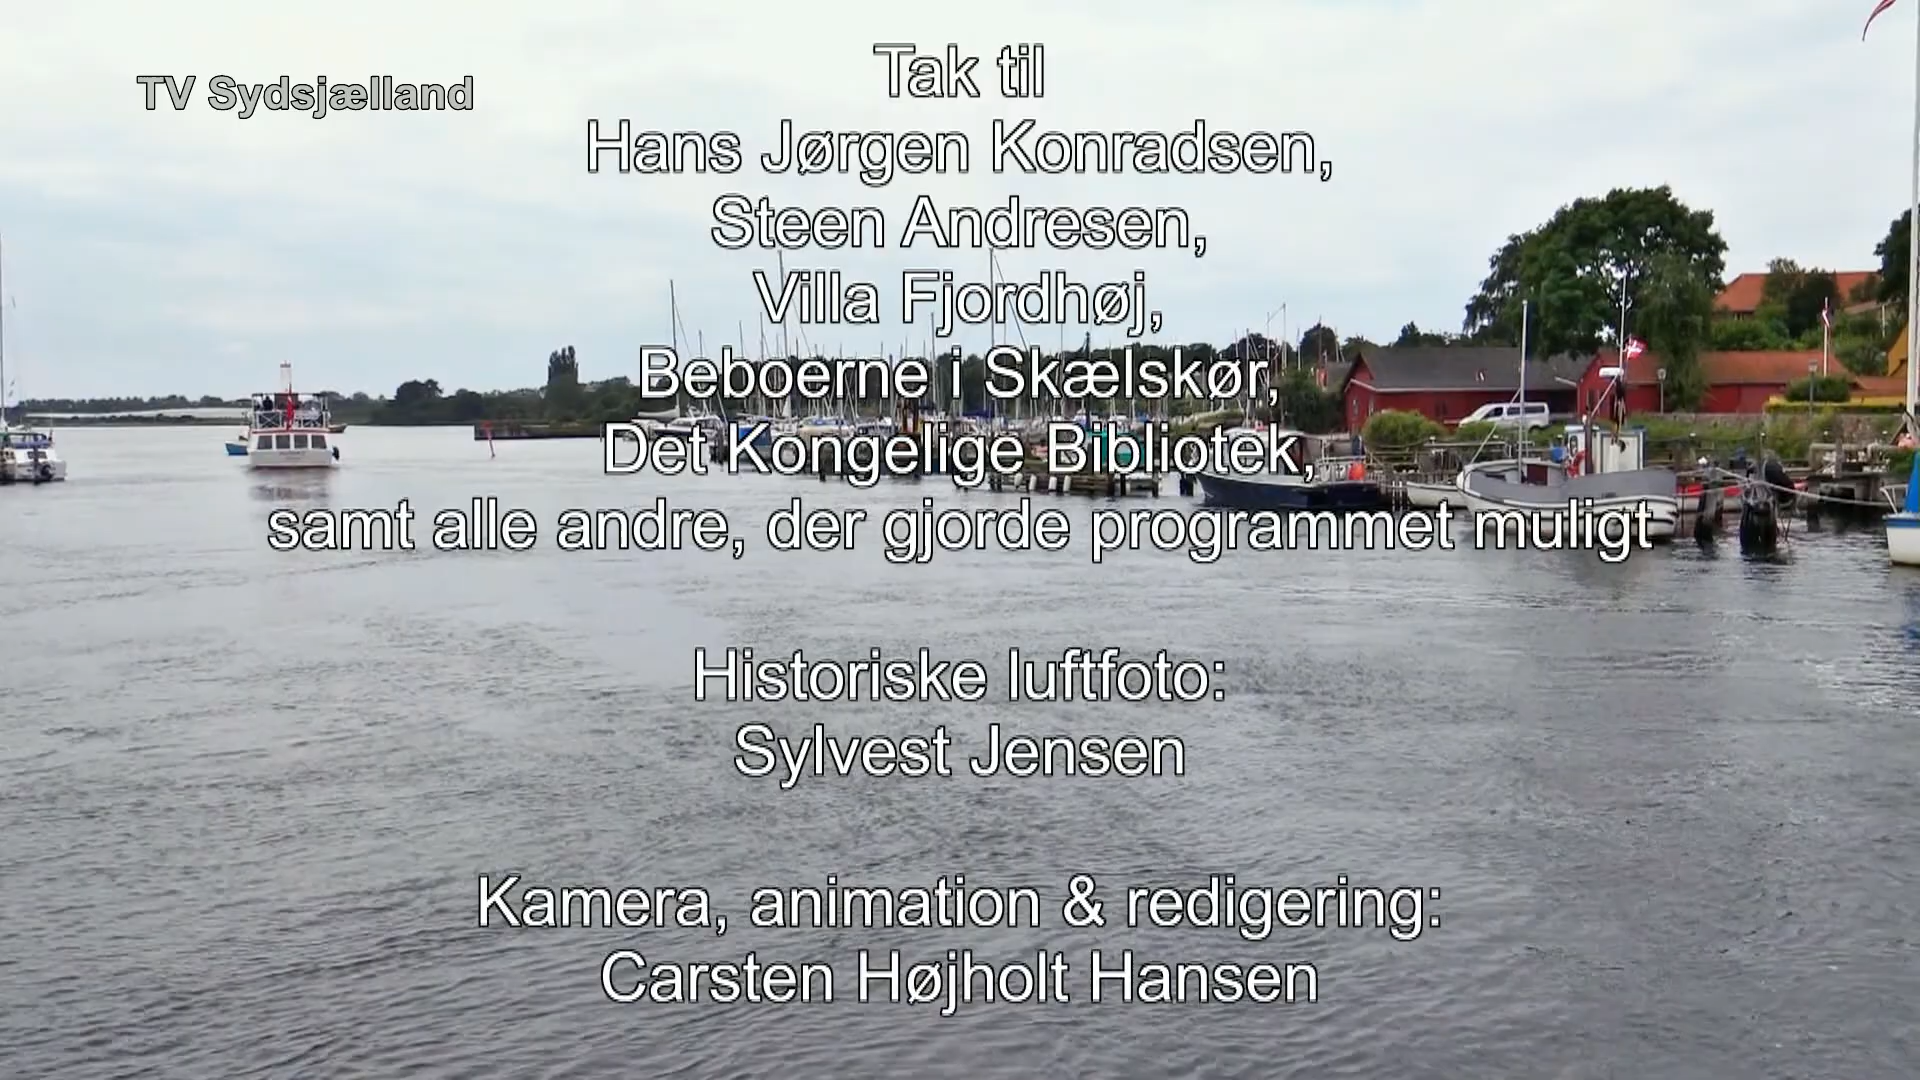 TV Sydsjælland
Tak til
Hans Jørgen Konradsen,
Steen Andresen,
Villa Fjordhøj,
Beboerne i Skælskør,
Det Kongelige Bibliotek,
samt alle andre, der gjorde programmet muligt
Historiske luftfoto:
Sylvest Jensen
Kamera, animation & redigering:
Carsten Højholt Hansen